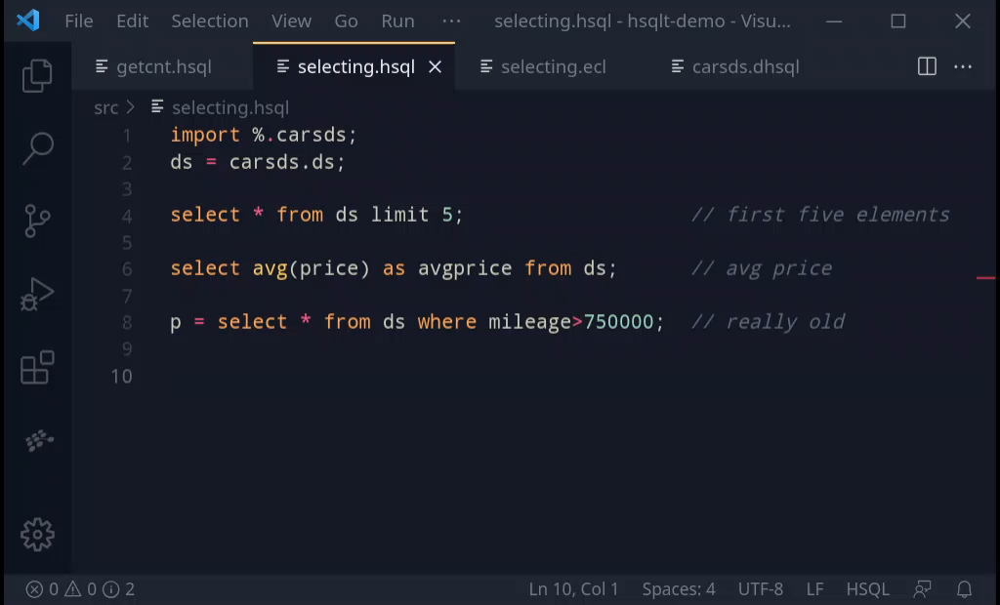 File Edit Selection View Go Run ··· selecting.hsql - hsqlt-demo - Visu...
getcnt.hsql selecting.hsql selecting.ecl carsds.dhsql
src > selecting.hsql
1 import %.carsds;
2 ds = carsds.ds;
3
4 select * from ds limit 5; // first five elements
5
6 select avg(price) as avgprice from ds; // avg price
7
8 p = select * from ds where mileage>750000; // really old
9
10
0 0 2 Ln 10, Col 1 Spaces: 4 UTF-8 LF HSQL